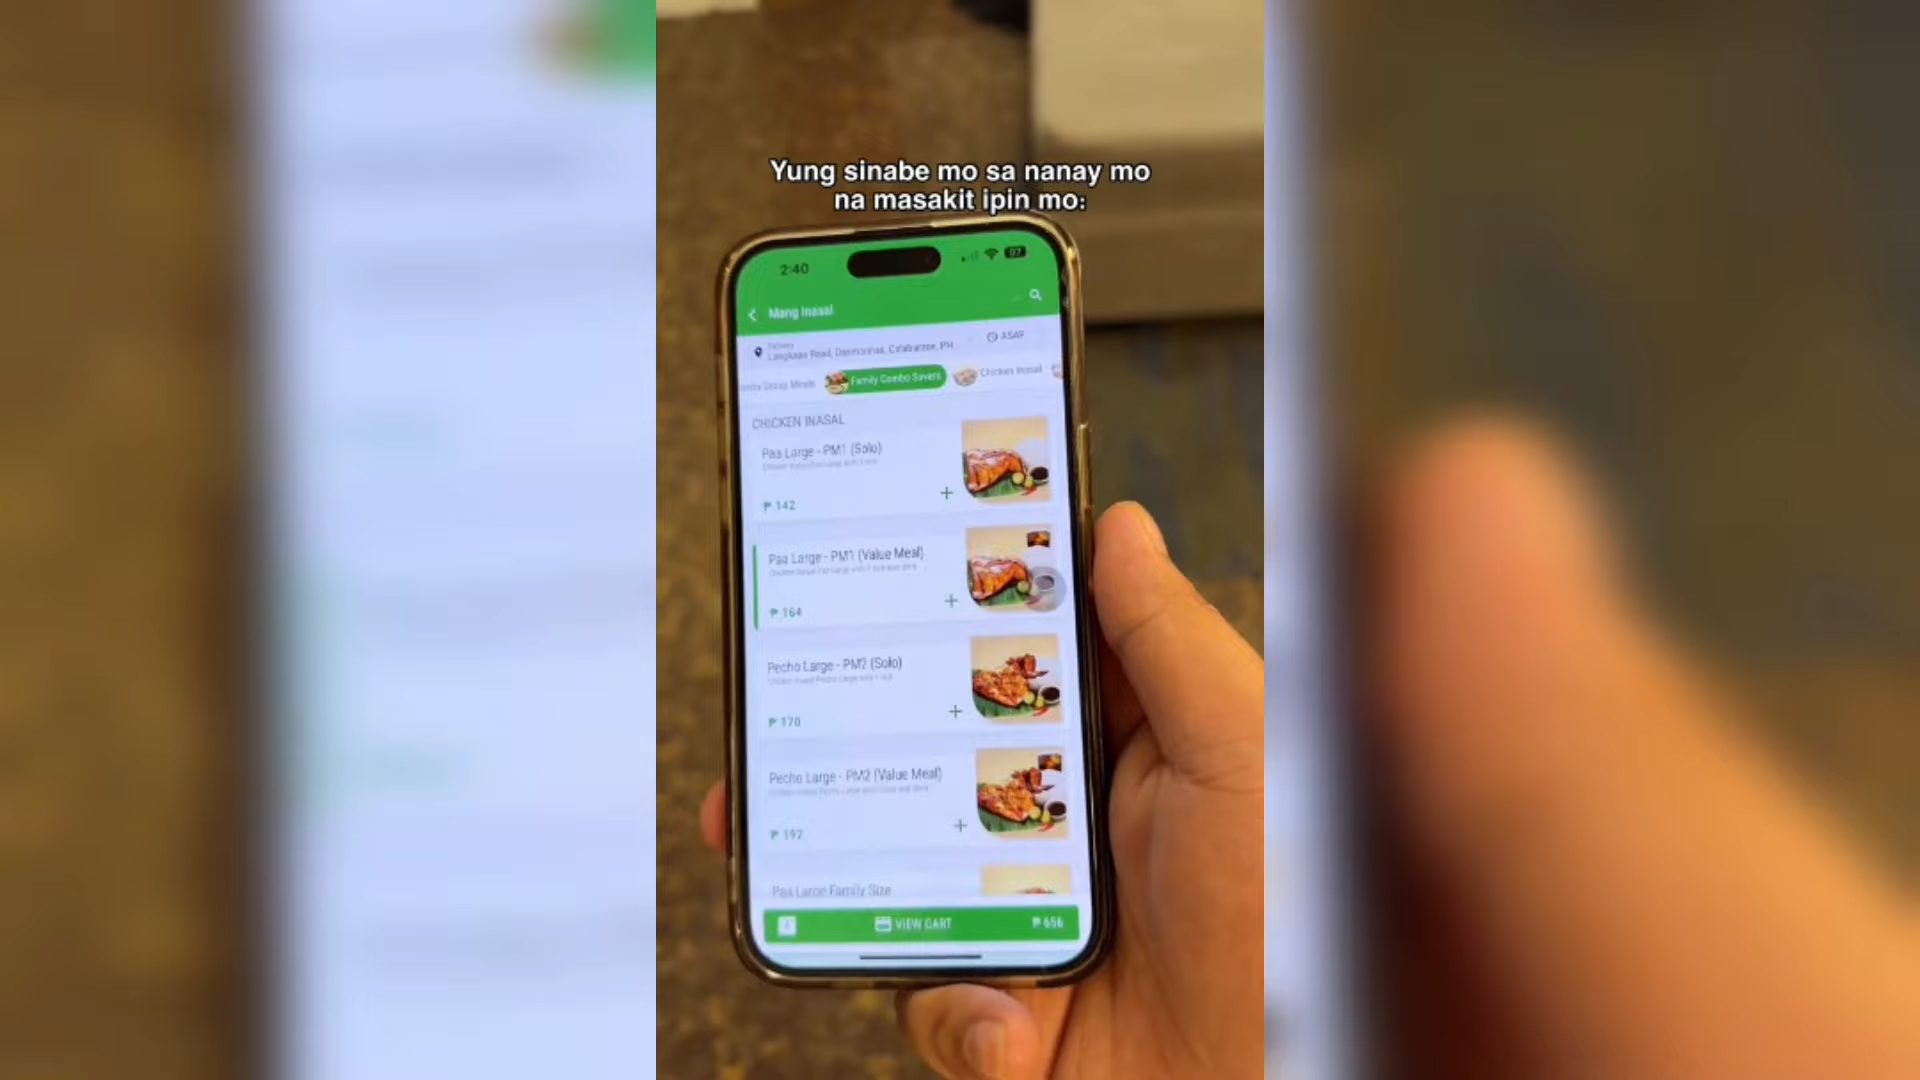 Yung sinabe mo sa nanay mo
na masakit ipin mo:
2:40
97
Mang Inasal
Delivery
ASAP
Family Combo Savers
Chicken Inasal
CHICKEN INASAL
Paa Large - PM1 (Solo)
₱ 142
Paa Large - PM1 (Value Meal)
₱ 164
Pecho Large - PM2 (Solo)
₱ 170
Pecho Large - PM2 (Value Meal)
₱ 192
Paa Large Family Size
VIEW CART
₱ 656